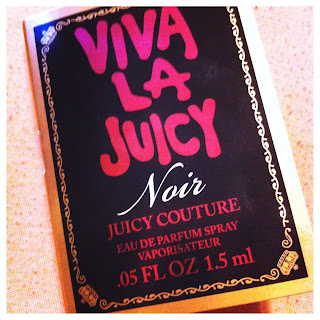 VIVA
LA
JUICY
Noir
JUICY COUTURE
EAU DE PARFUM SPRAY
VAPORISATEUR
.05 FL OZ 1.5 ml